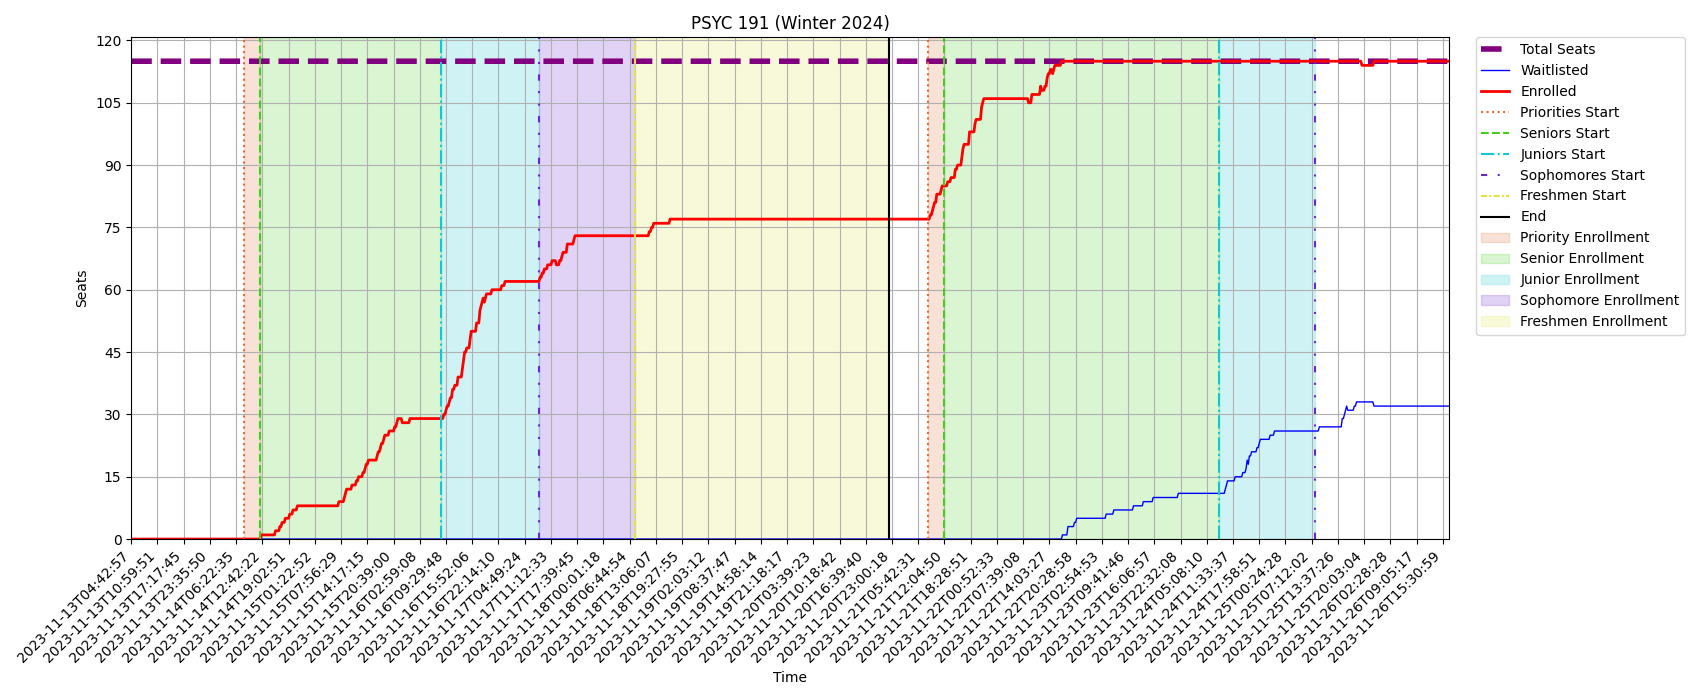 PSYC 191 (Winter 2024)
120
105
90
75
60
45
30
15
0
Seats
2023-11-13T04:42:57
2023-11-13T10:59:51
2023-11-13T17:17:45
2023-11-13T23:35:50
2023-11-14T06:22:35
2023-11-14T12:42:22
2023-11-14T19:02:51
2023-11-15T01:22:52
2023-11-15T07:56:29
2023-11-15T14:17:15
2023-11-15T20:39:00
2023-11-16T02:59:08
2023-11-16T09:29:48
2023-11-16T15:52:06
2023-11-16T22:14:10
2023-11-17T04:49:24
2023-11-17T11:12:33
2023-11-17T17:39:45
2023-11-18T00:01:18
2023-11-18T06:44:54
2023-11-18T13:06:07
2023-11-18T19:27:55
2023-11-19T02:03:12
2023-11-19T08:37:47
2023-11-19T14:58:14
2023-11-19T21:18:17
2023-11-20T03:39:23
2023-11-20T10:18:42
2023-11-20T16:39:40
2023-11-20T23:00:18
2023-11-21T05:42:31
2023-11-21T12:04:50
2023-11-21T18:28:51
2023-11-22T00:52:33
2023-11-22T07:39:08
2023-11-22T14:03:27
2023-11-22T20:28:58
2023-11-23T02:54:53
2023-11-23T09:41:46
2023-11-23T16:06:57
2023-11-23T22:32:08
2023-11-24T05:08:10
2023-11-24T11:33:37
2023-11-24T17:58:51
2023-11-25T00:24:28
2023-11-25T07:12:02
2023-11-25T13:37:26
2023-11-25T20:03:04
2023-11-26T02:28:28
2023-11-26T09:05:17
2023-11-26T15:30:59
Time
Total Seats
Waitlisted
Enrolled
Priorities Start
Seniors Start
Juniors Start
Sophomores Start
Freshmen Start
End
Priority Enrollment
Senior Enrollment
Junior Enrollment
Sophomore Enrollment
Freshmen Enrollment